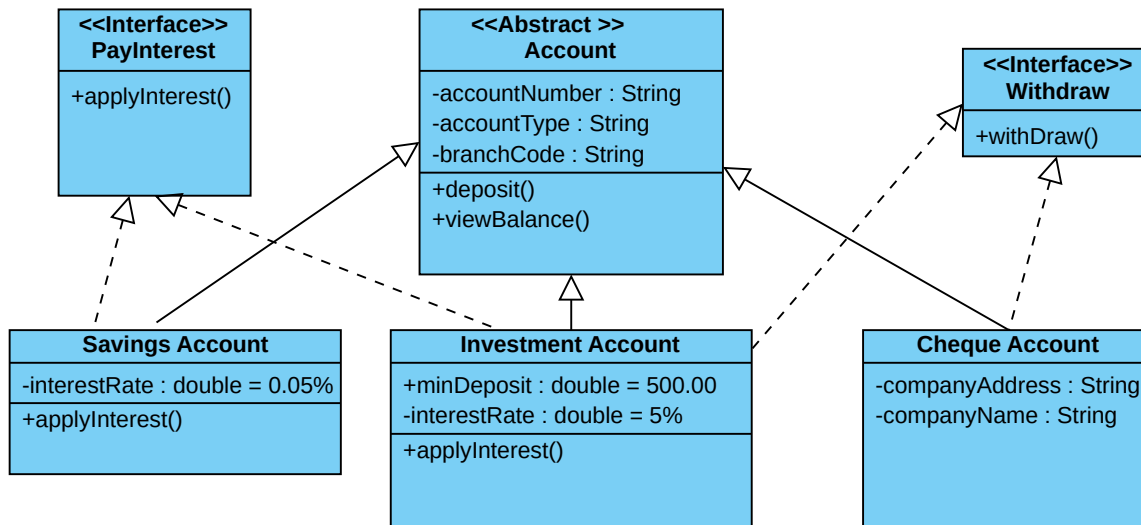 <<Interface>>
PayInterest
+applyInterest()
<<Abstract >>
Account
-accountNumber : String
-accountType : String
-branchCode : String
+deposit()
+viewBalance()
<<Interface>>
Withdraw
+withDraw()
Savings Account
-interestRate : double = 0.05%
+applyInterest()
Investment Account
+minDeposit : double = 500.00
-interestRate : double = 5%
+applyInterest()
Cheque Account
-companyAddress : String
-companyName : String